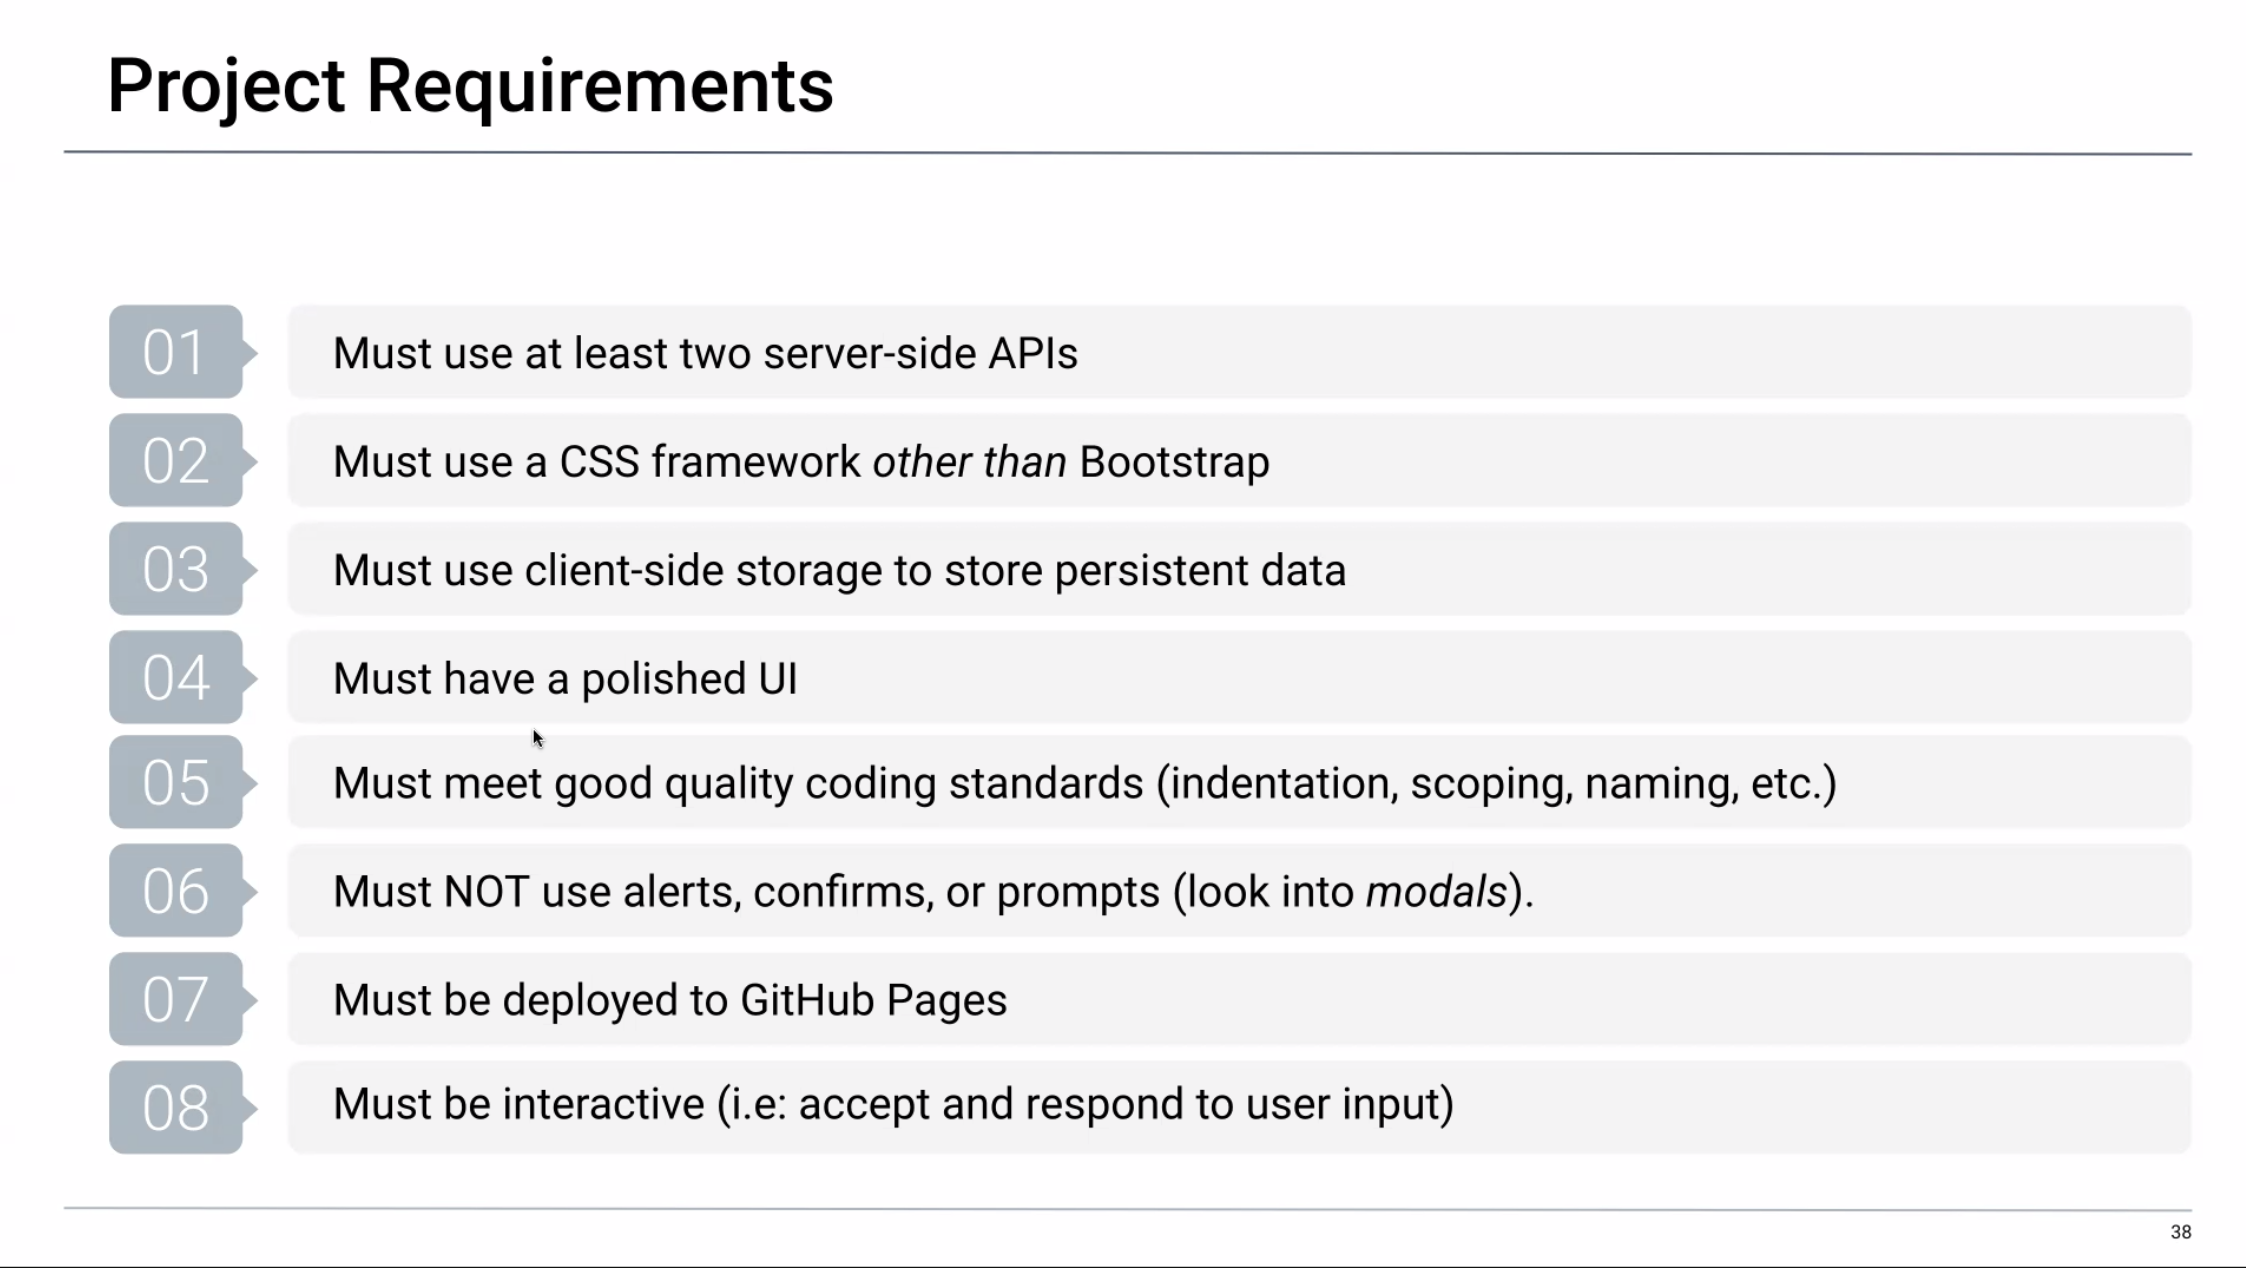 Project Requirements
01 Must use at least two server-side APIs
02 Must use a CSS framework other than Bootstrap
03 Must use client-side storage to store persistent data
04 Must have a polished UI
05 Must meet good quality coding standards (indentation, scoping, naming, etc.)
06 Must NOT use alerts, confirms, or prompts (look into modals).
07 Must be deployed to GitHub Pages
08 Must be interactive (i.e: accept and respond to user input)
38